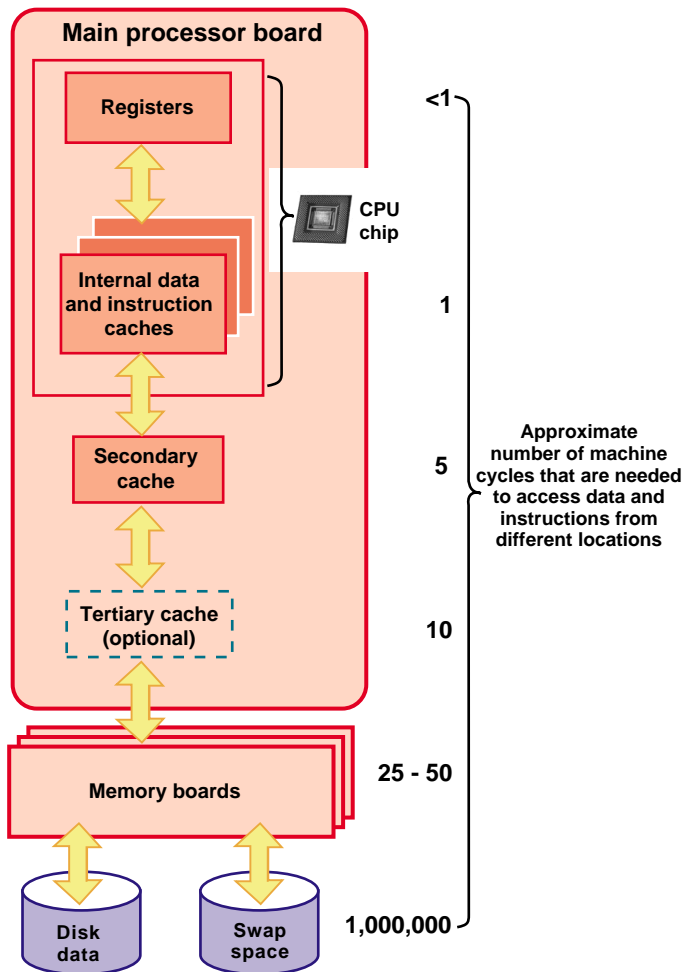 Main processor board
Registers
<1
CPU
chip
Internal data
and instruction
caches
1
Secondary
cache
5
Approximate
number of machine
cycles that are needed
to access data and
instructions from
different locations
Tertiary cache
(optional)
10
Memory boards
25 - 50
Disk
data
Swap
space
1,000,000